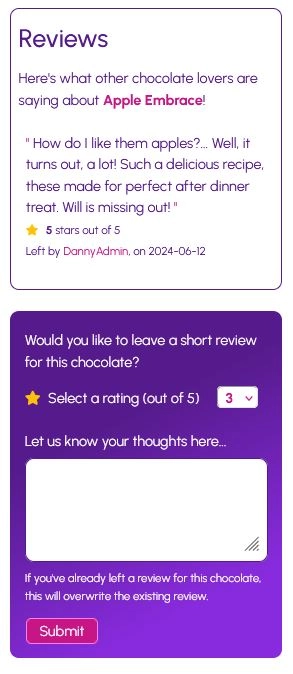 Reviews
Here's what other chocolate lovers are
saying about Apple Embrace!
" How do I like them apples?... Well, it
turns out, a lot! Such a delicious recipe,
these made for perfect after dinner
treat. Will is missing out! "
5 stars out of 5
Left by DannyAdmin, on 2024-06-12
Would you like to leave a short review
for this chocolate?
Select a rating (out of 5) 3
Let us know your thoughts here...
If you've already left a review for this chocolate,
this will overwrite the existing review.
Submit